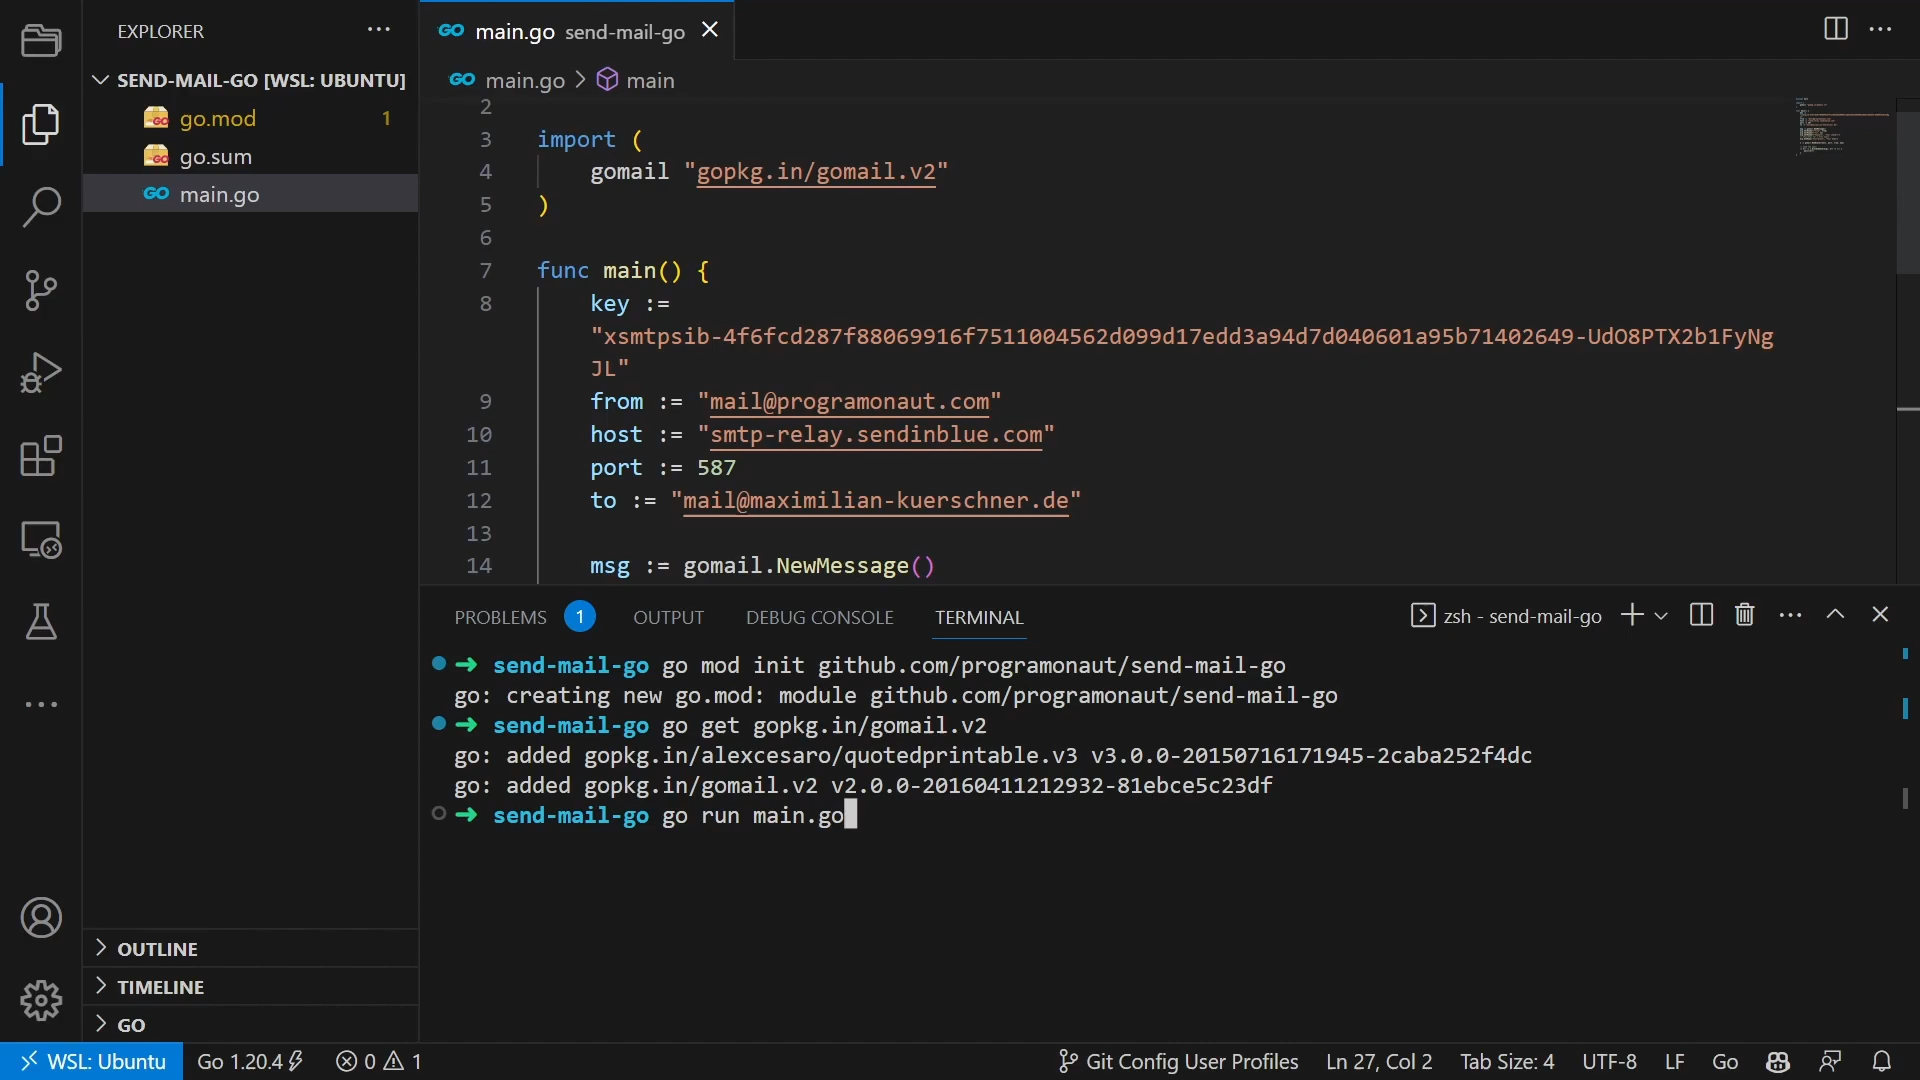 EXPLORER
SEND-MAIL-GO [WSL: UBUNTU]
go.mod 1
go.sum
main.go
OUTLINE
TIMELINE
GO
main.go send-mail-go
main.go > main
2
3 import (
4 gomail "gopkg.in/gomail.v2"
5 )
6
7 func main() {
8 key :=
"xsmtpsib-4f6fcd287f88069916f7511004562d099d17edd3a94d7d040601a95b71402649-UdO8PTX2b1FyNg
JL"
9 from := "mail@programonaut.com"
10 host := "smtp-relay.sendinblue.com"
11 port := 587
12 to := "mail@maximilian-kuerschner.de"
13
14 msg := gomail.NewMessage()
PROBLEMS 1 OUTPUT DEBUG CONSOLE TERMINAL zsh - send-mail-go
➜ send-mail-go go mod init github.com/programonaut/send-mail-go
go: creating new go.mod: module github.com/programonaut/send-mail-go
➜ send-mail-go go get gopkg.in/gomail.v2
go: added gopkg.in/alexcesaro/quotedprintable.v3 v3.0.0-20150716171945-2caba252f4dc
go: added gopkg.in/gomail.v2 v2.0.0-20160411212932-81ebce5c23df
➜ send-mail-go go run main.go
WSL: Ubuntu Go 1.20.4 0 1 Git Config User Profiles Ln 27, Col 2 Tab Size: 4 UTF-8 LF Go